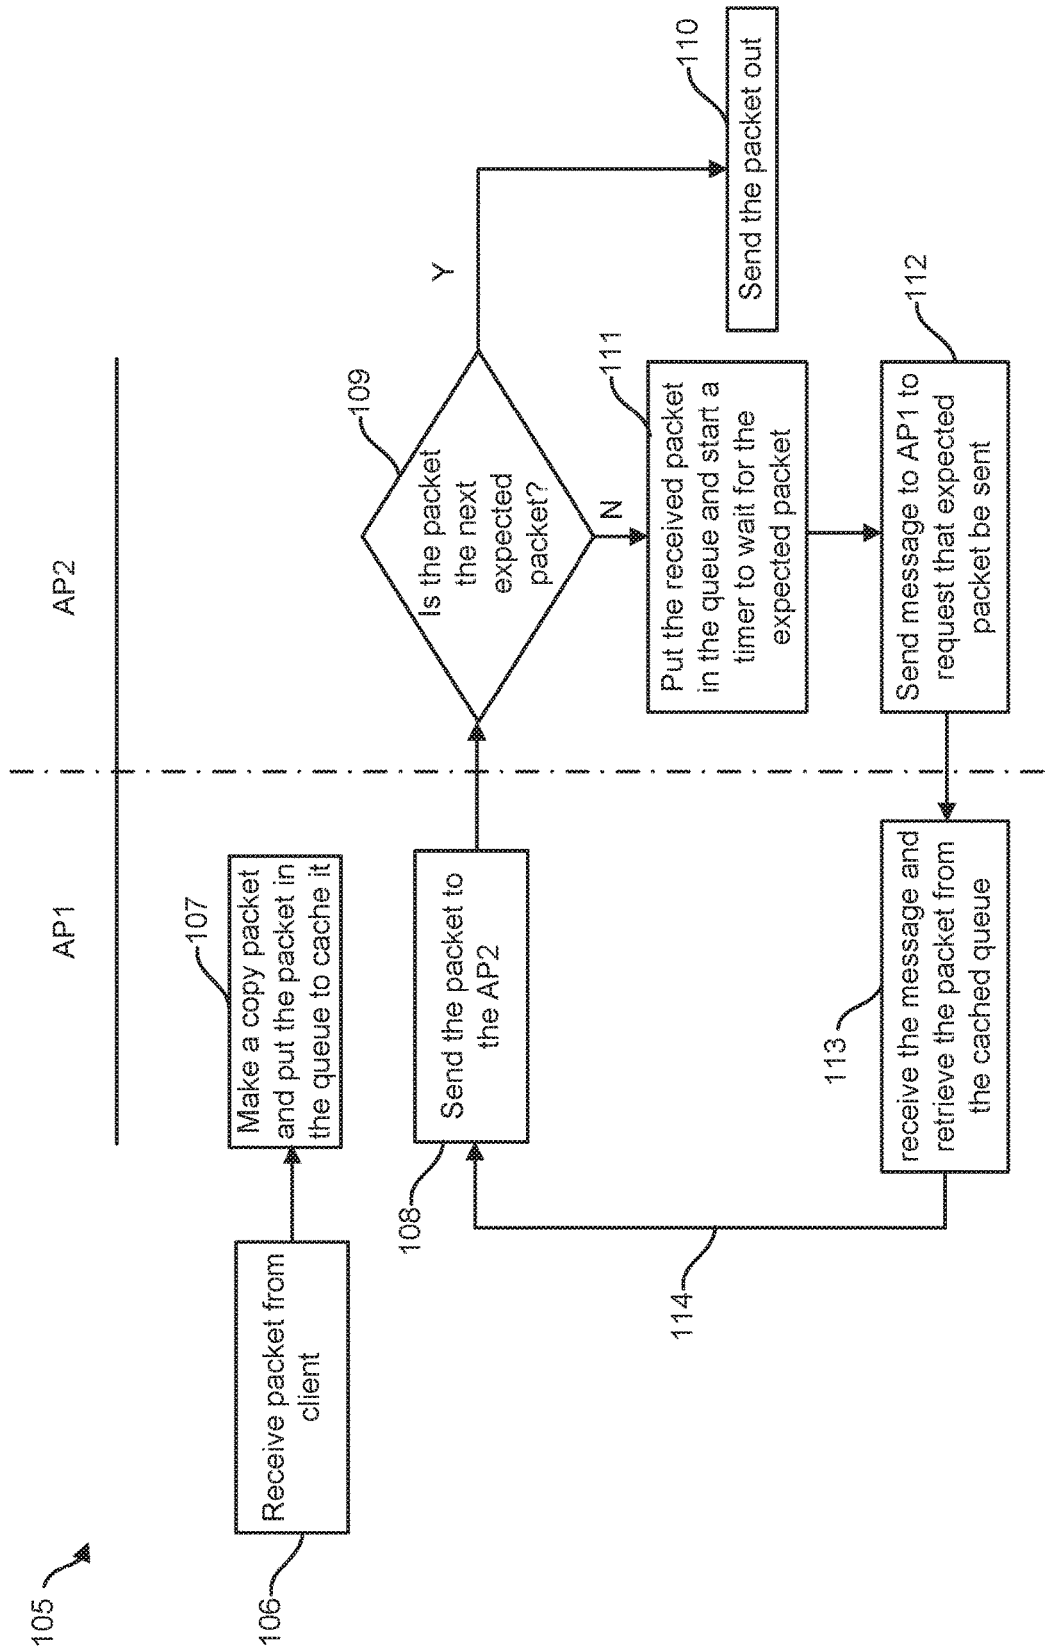 105
AP1
AP2
106
Receive packet from
client
107
Make a copy packet
and put the packet in
the queue to cache it
108
Send the packet to
the AP2
109
Is the packet
the next
expected
packet?
Y
110
Send the packet out
N
111
Put the received packet
in the queue and start a
timer to wait for the
expected packet
112
Send message to AP1 to
request that expected
packet be sent
113
receive the message and
retrieve the packet from
the cached queue
114